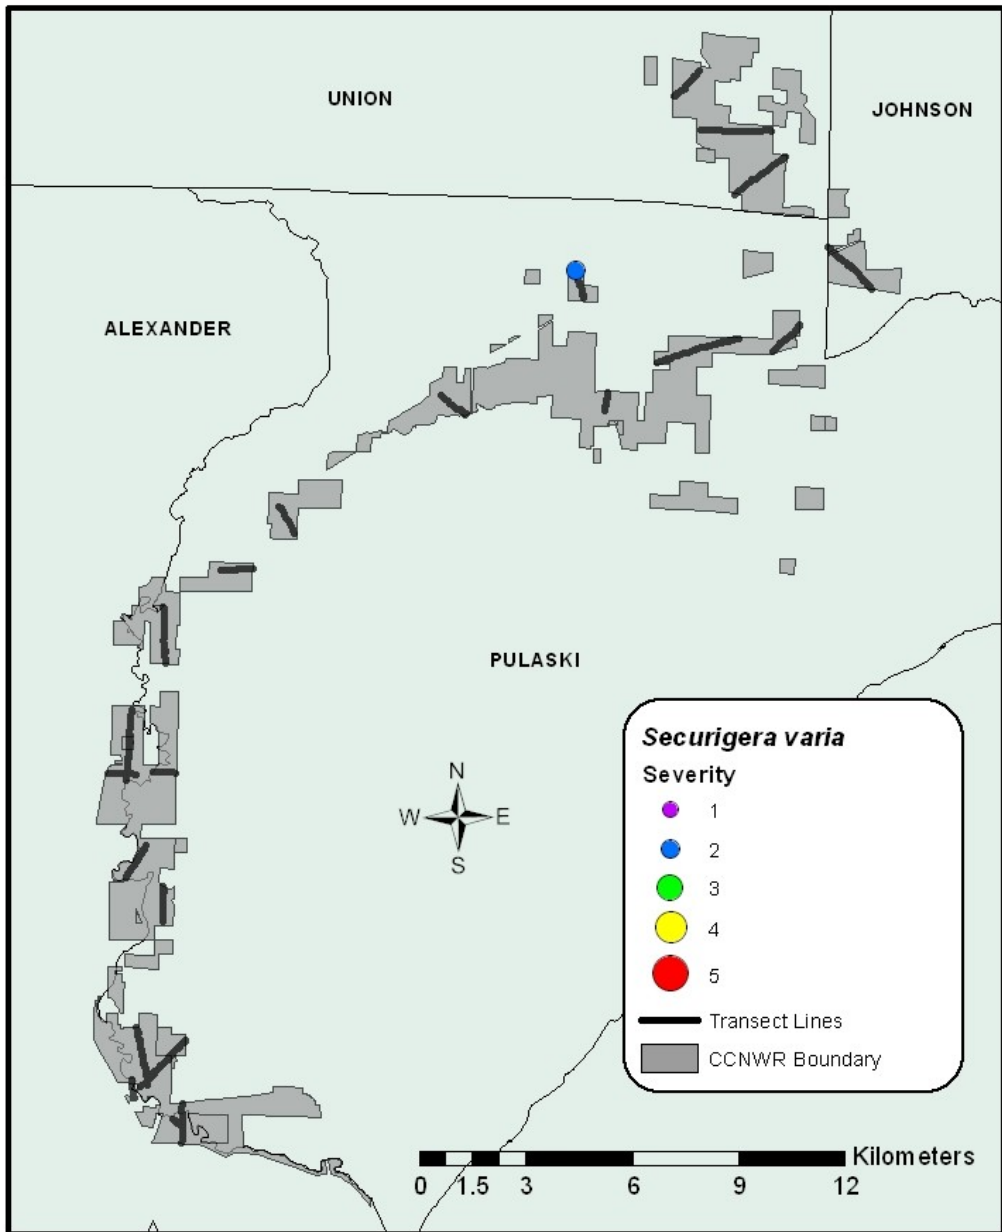 UNION
JOHNSON
ALEXANDER
PULASKI
N
W E
S
Securigera varia
Severity
1
2
3
4
5
Transect Lines
CCNWR Boundary
Kilometers
0 1.5 3 6 9 12